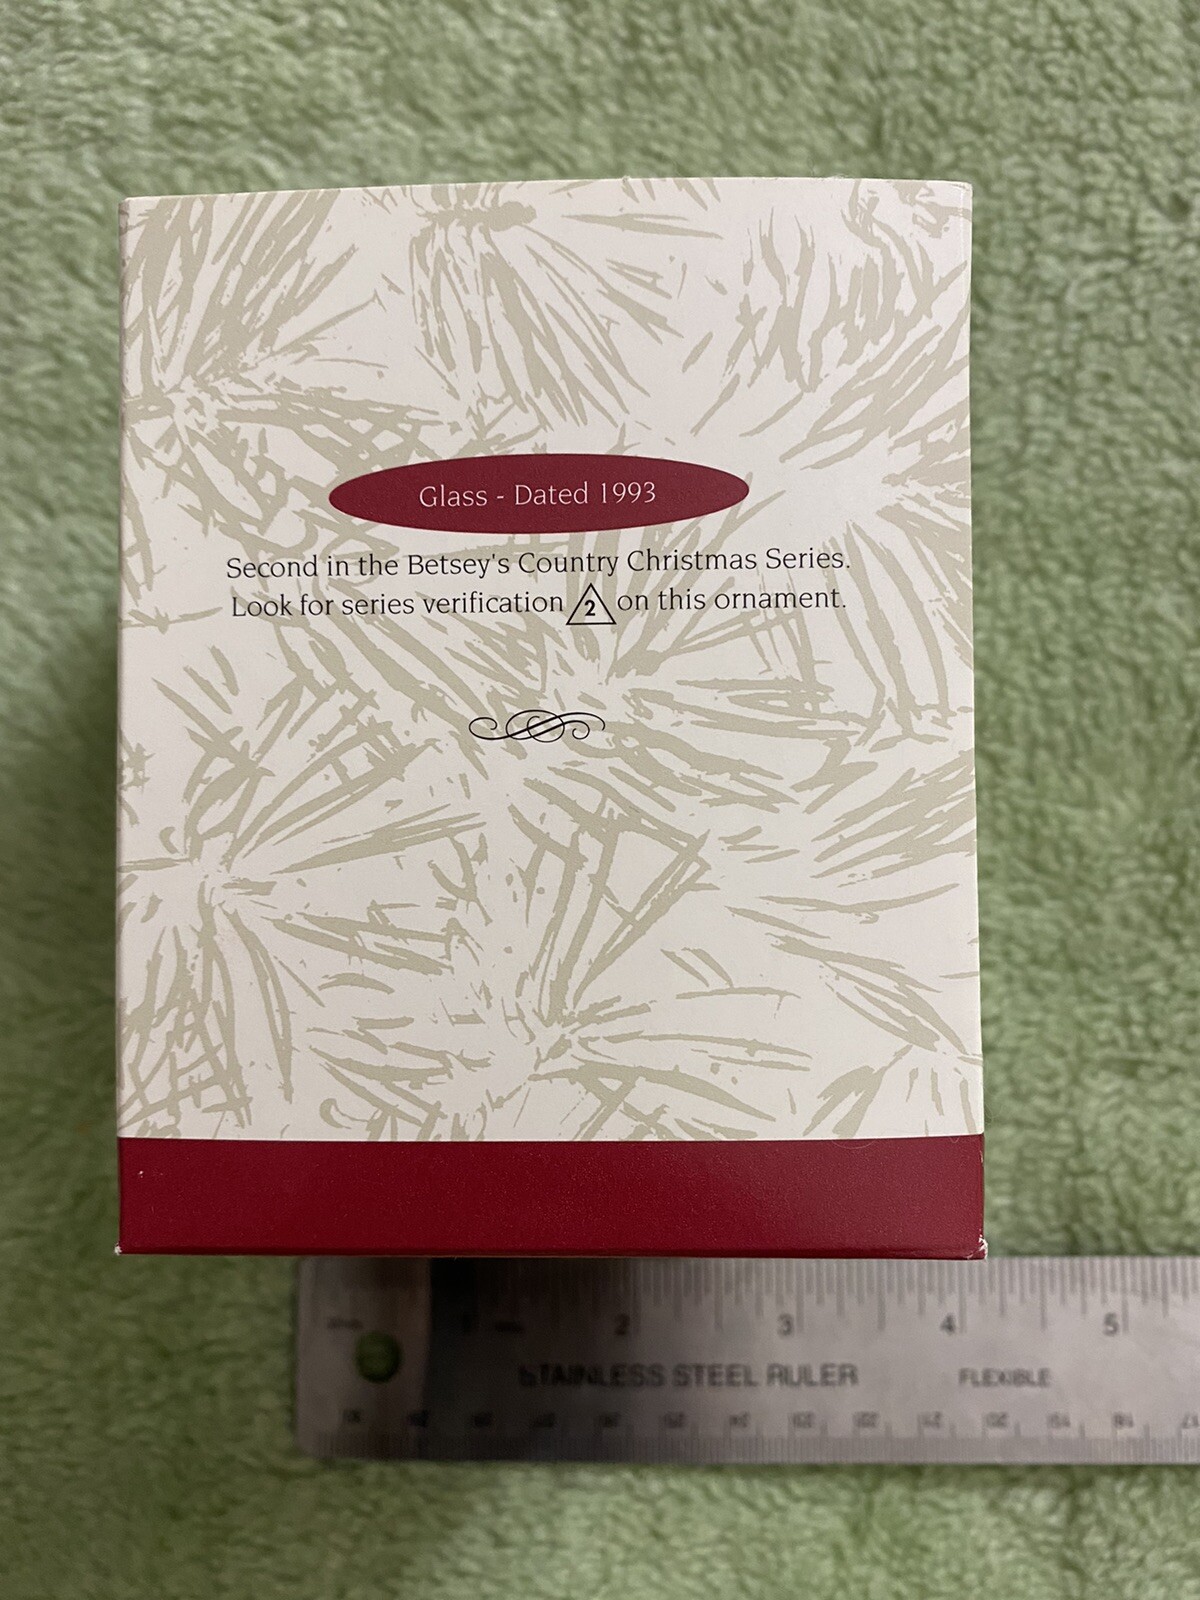 Glass - Dated 1993
Second in the Betsey's Country Christmas Series.
Look for series verification 2 on this ornament.
2 3 4 5
STAINLESS STEEL RULER FLEXIBLE